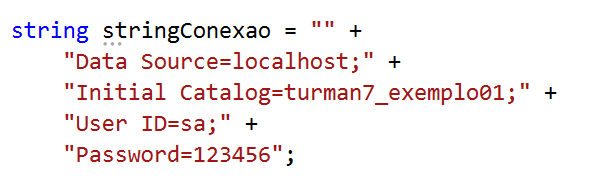 string stringConexao = "" +
"Data Source=localhost;" +
"Initial Catalog=turman7_exemplo01;" +
"User ID=sa;" +
"Password=123456";